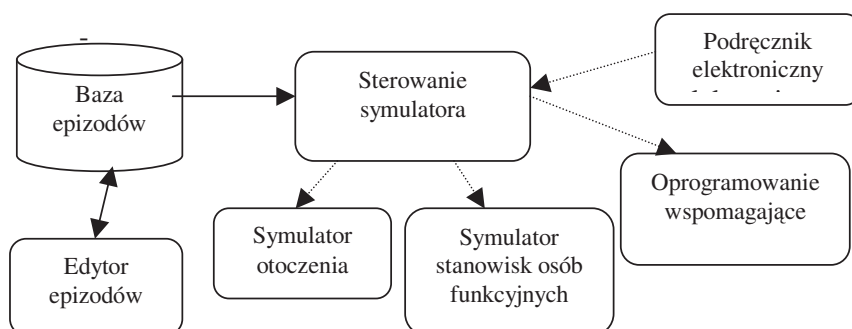 Baza
epizodów
Sterowanie
symulatora
Podręcznik
elektroniczny
Oprogramowanie
wspomagające
Symulator
otoczenia
Symulator
stanowisk osób
funkcyjnych
Edytor
epizodów